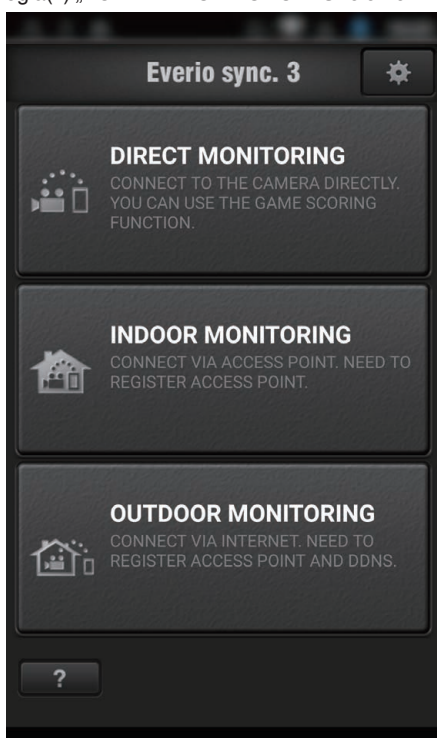 Everio sync. 3
DIRECT MONITORING
CONNECT TO THE CAMERA DIRECTLY.
YOU CAN USE THE GAME SCORING
FUNCTION.
INDOOR MONITORING
CONNECT VIA ACCESS POINT. NEED TO
REGISTER ACCESS POINT.
OUTDOOR MONITORING
CONNECT VIA INTERNET. NEED TO
REGISTER ACCESS POINT AND DDNS.
?